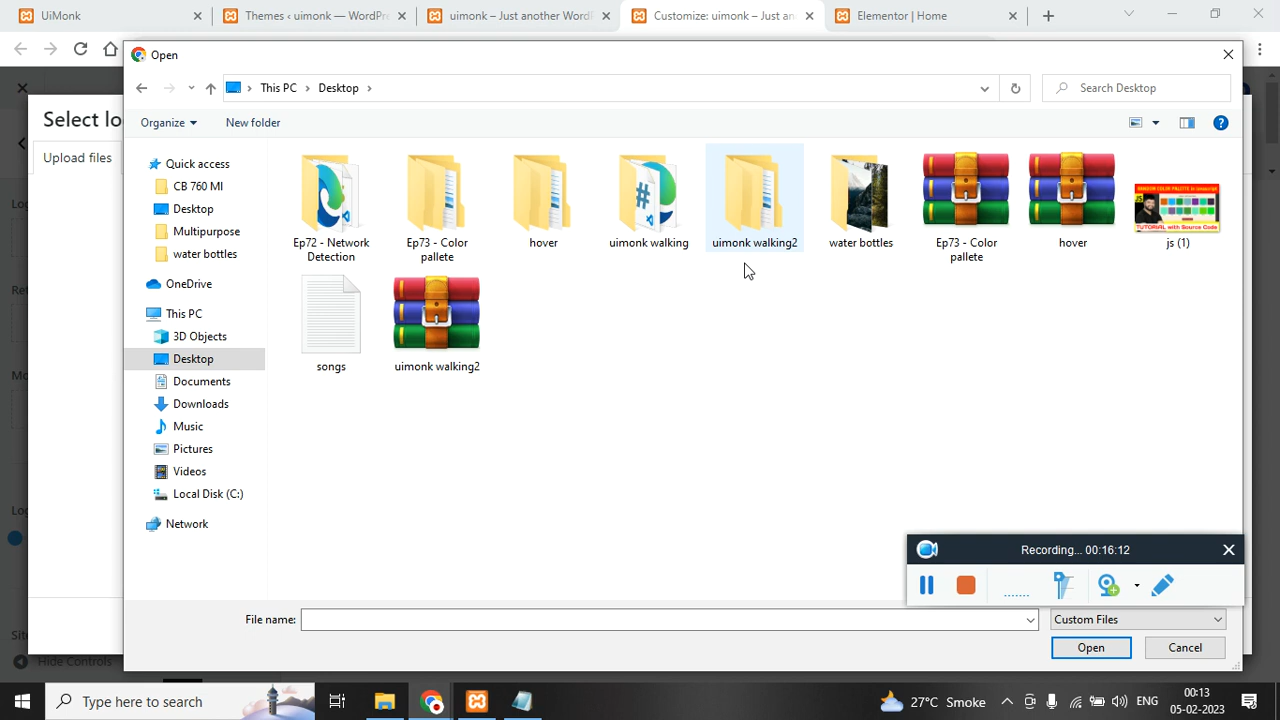 UiMonk
Themes ‹ uimonk — WordPre
uimonk – Just another WordP
Customize: uimonk – Just an
Elementor | Home
Open
This PC
Desktop
Search Desktop
Select lo
Organize
New folder
Upload files
Quick access
CB 760 MI
Desktop
Multipurpose
water bottles
OneDrive
This PC
3D Objects
Desktop
Documents
Downloads
Music
Pictures
Videos
Local Disk (C:)
Network
Ep72 - Network
Detection
Ep73 - Color
pallete
hover
uimonk walking
uimonk walking2
water bottles
Ep73 - Color
pallete
hover
js (1)
songs
uimonk walking2
Recording... 00:16:12
File name:
Custom Files
Open
Cancel
Hide Controls
Type here to search
27°C Smoke
ENG
00:13
05-02-2023